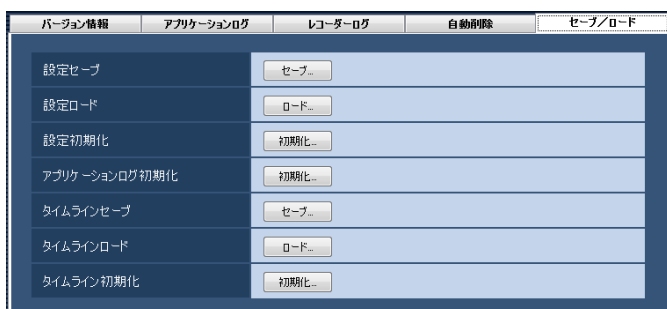 バージョン情報 アプリケーションログ レコーダーログ 自動削除 セーブ／ロード
設定セーブ セーブ...
設定ロード ロード...
設定初期化 初期化...
アプリケーションログ初期化 初期化...
タイムラインセーブ セーブ...
タイムラインロード ロード...
タイムライン初期化 初期化...